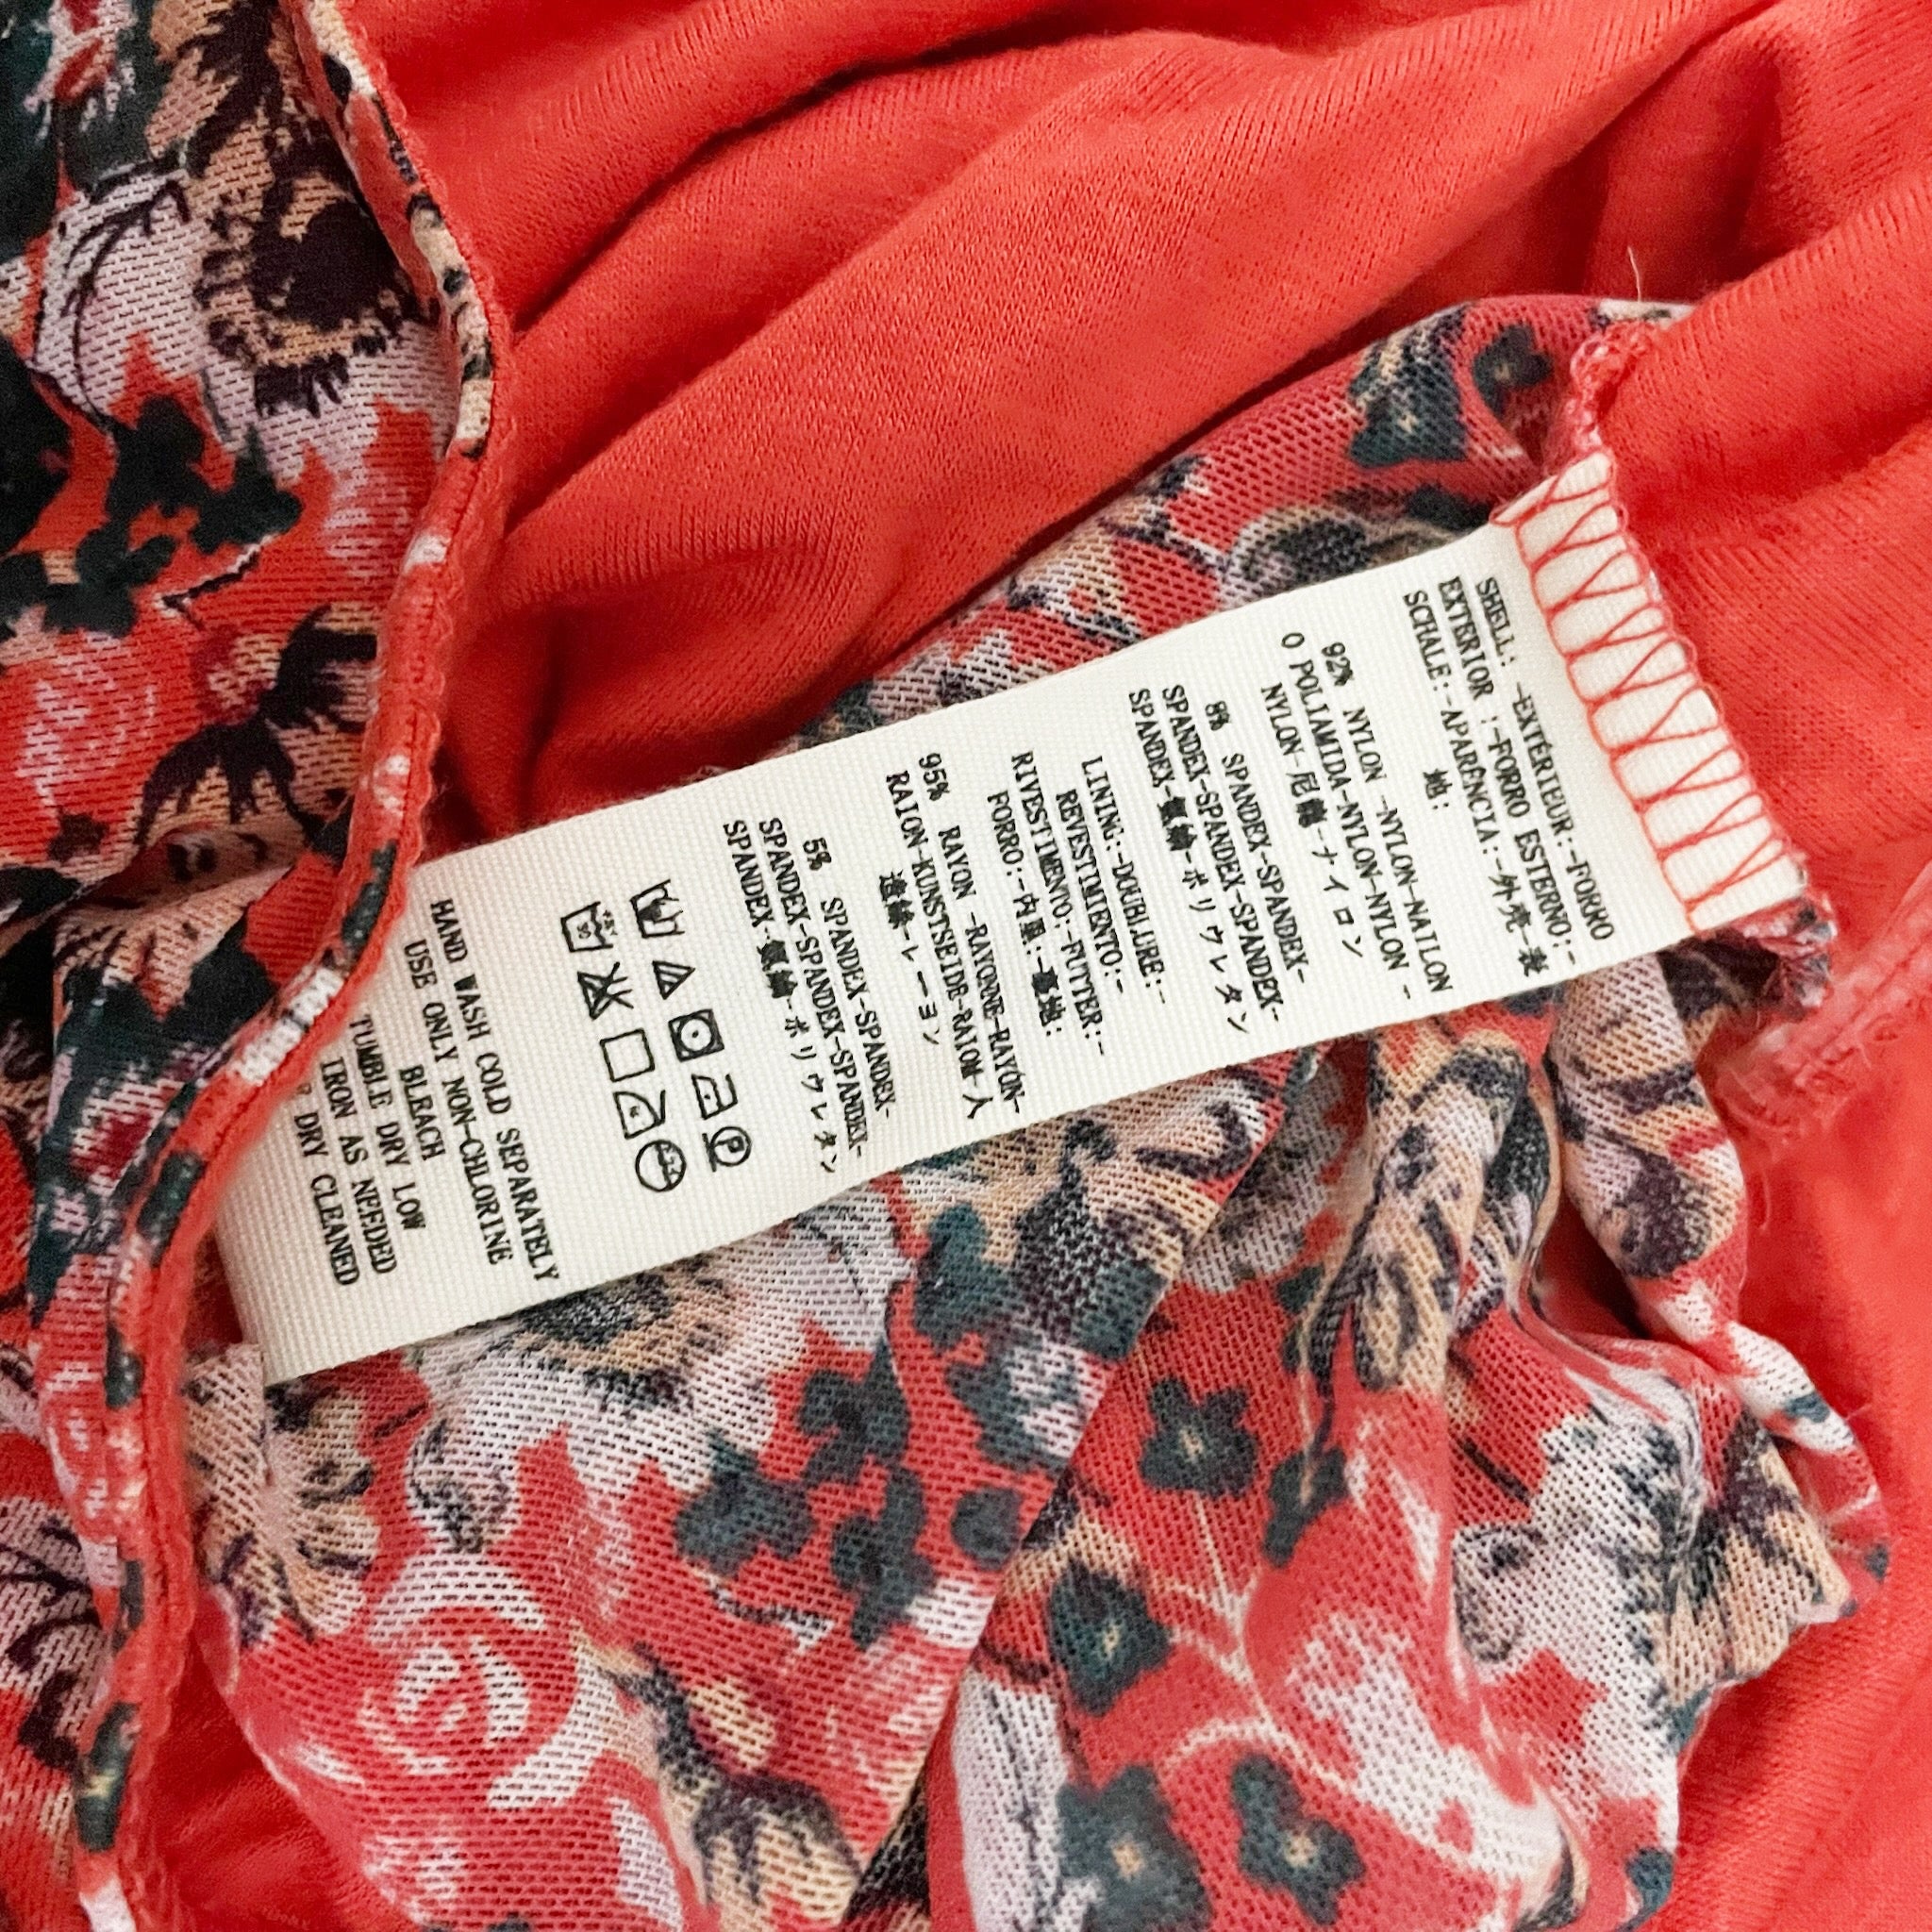 SHELL: -EXTÉRIEUR:-FORRO
EXTERIOR :-FORRO ESTERNO:-
SCHALE:-APARÊNCIA:-外壳-表
地:
92% NYLON -NYLON-NAILON
O POLIAMIDA-NYLON-NYLON -
NYLON-尼龍-ナイロン
8% SPANDEX-SPANDEX-
SPANDEX-SPANDEX-SPANDEX-
SPANDEX-氨綸-ポリウレタン
LINING:-DOUBLURE:-
REVESTIMIENTO:-
RIVESTIMENTO:-FUTTER:-
FORRO:-内里:-裏地:
95% RAYON -RAYONNE-RAYÓN-
RAION-KUNSTSEIDE-RAION-人
造絲-レーヨン
5% SPANDEX-SPANDEX-
SPANDEX-SPANDEX-SPANDEX-
SPANDEX-氨綸-ポリウレタン
HAND WASH COLD SEPARATELY
USE ONLY NON-CHLORINE
BLEACH
TUMBLE DRY LOW
IRON AS NEEDED
DRY CLEANED